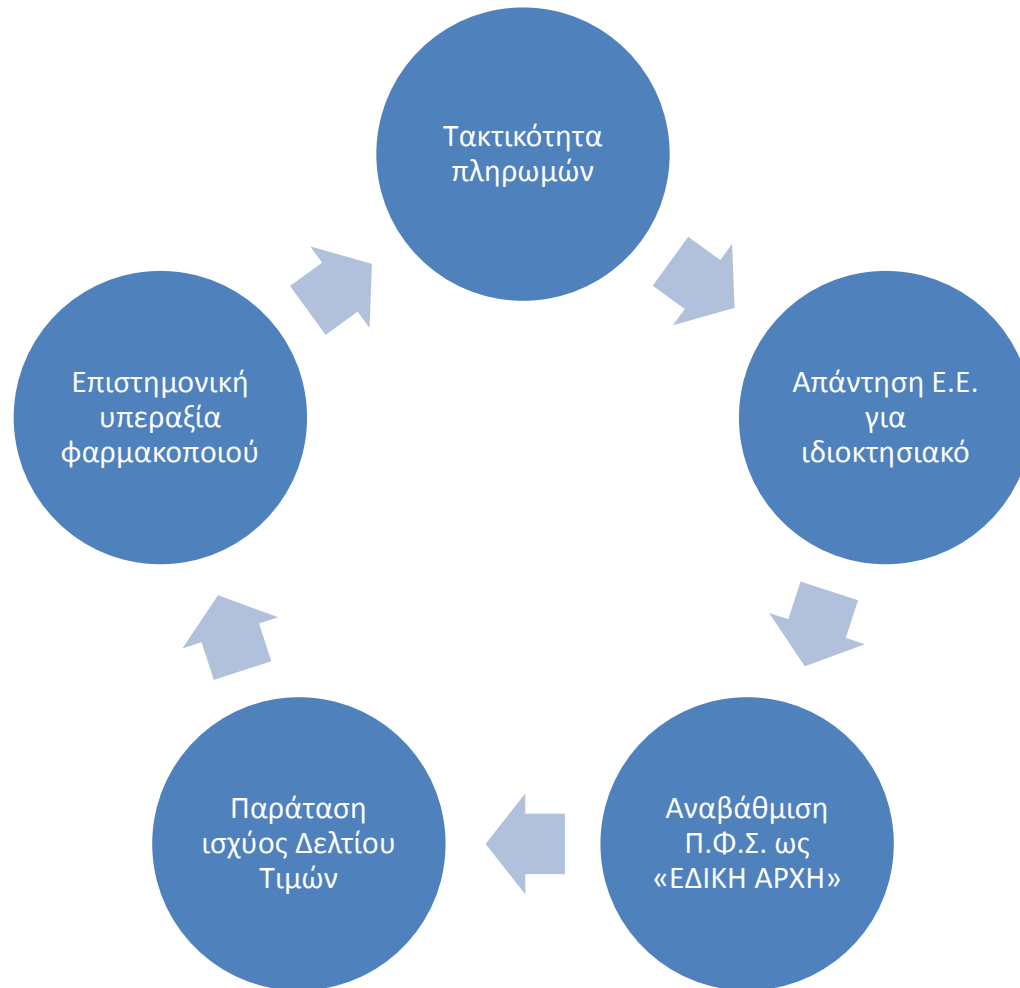 Τακτικότητα
πληρωμών
Απάντηση Ε.Ε.
για
ιδιοκτησιακό
Αναβάθμιση
Π.Φ.Σ. ως
«ΕΔΙΚΗ ΑΡΧΗ»
Παράταση
ισχύος Δελτίου
Τιμών
Επιστημονική
υπεραξία
φαρμακοποιού